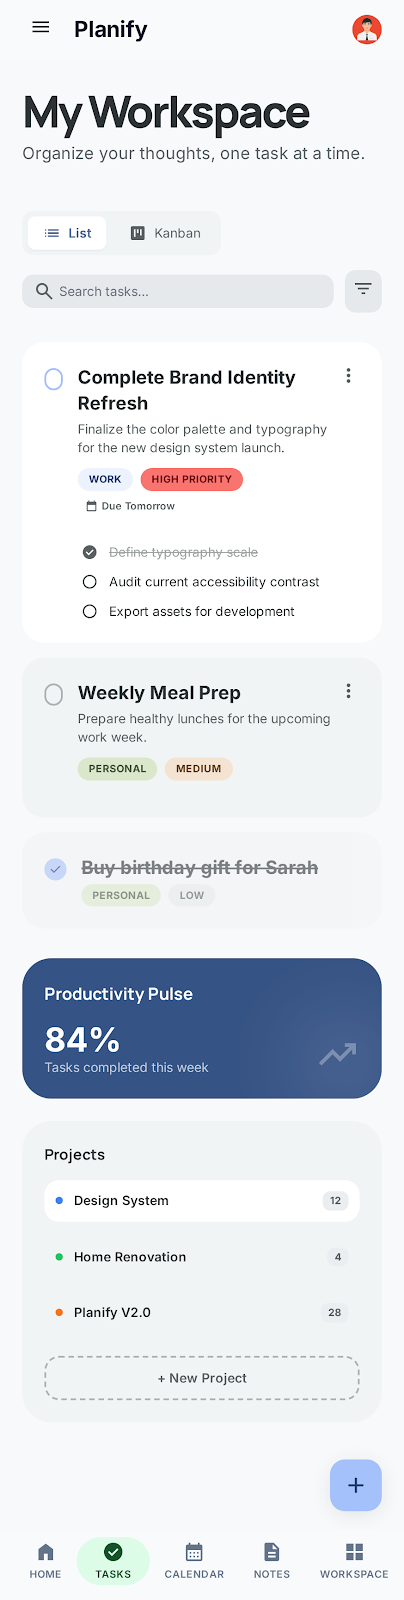 Planify
My Workspace
Organize your thoughts, one task at a time.
List
Kanban
Search tasks...
Complete Brand Identity
Refresh
Finalize the color palette and typography
for the new design system launch.
WORK
HIGH PRIORITY
Due Tomorrow
Define typography scale
Audit current accessibility contrast
Export assets for development
Weekly Meal Prep
Prepare healthy lunches for the upcoming
work week.
PERSONAL
MEDIUM
Buy birthday gift for Sarah
PERSONAL
LOW
Productivity Pulse
84%
Tasks completed this week
Projects
Design System
12
Home Renovation
4
Planify V2.0
28
+ New Project
HOME
TASKS
CALENDAR
NOTES
WORKSPACE